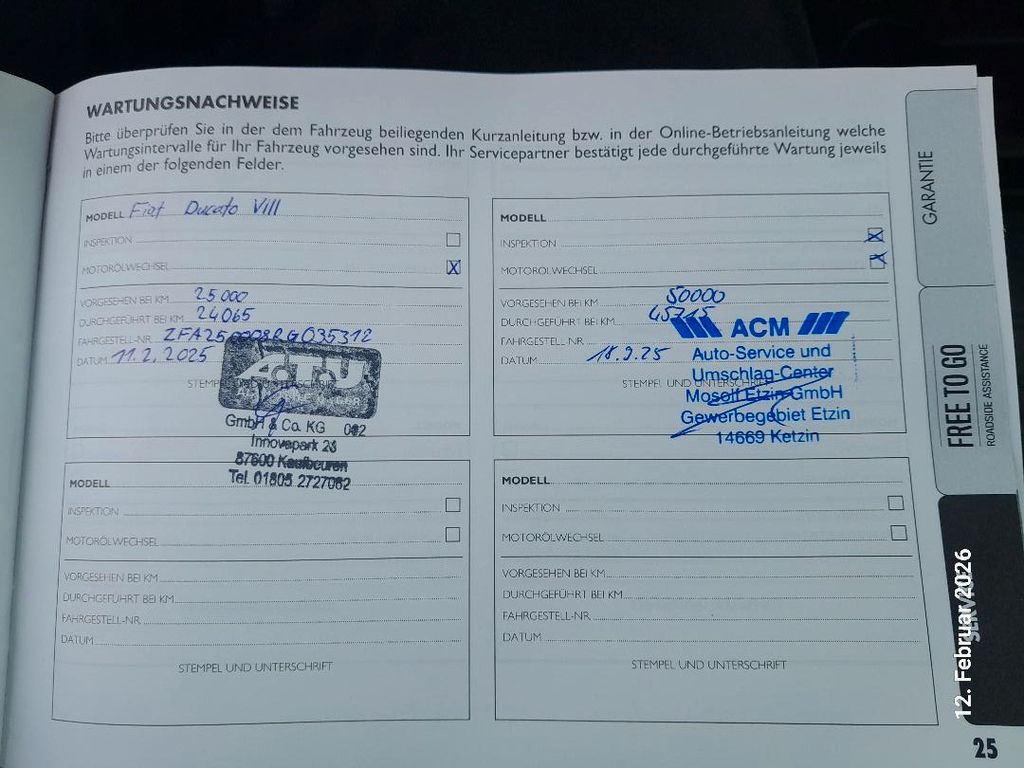 WARTUNGSNACHWEISE
Bitte überprüfen Sie in der dem Fahrzeug beiliegenden Kurzanleitung bzw. in der Online-Betriebsanleitung welche
Wartungsintervalle für Ihr Fahrzeug vorgesehen sind. Ihr Servicepartner bestätigt jede durchgeführte Wartung jeweils
in einem der folgenden Felder.
MODELL Fiat Ducato VIII
INSPEKTION
MOTORÖLWECHSEL X
VORGESEHEN BEI KM 25000
DURCHGEFÜHRT BEI KM 24065
FAHRGESTELL-NR.
DATUM 11.2.2025
STEMPEL UND UNTERSCHRIFT
A.T.U
GmbH & Co. KG
Innovapark 23
87600 Kaufbeuren
Tel. 01805 2727082
MODELL
INSPEKTION X
MOTORÖLWECHSEL X
VORGESEHEN BEI KM 50000
DURCHGEFÜHRT BEI KM 45715
FAHRGESTELL-NR.
DATUM 18.9.25
STEMPEL UND UNTERSCHRIFT
ACM
Auto-Service und
Umschlag-Center
Mosolf Etzin GmbH
Gewerbegebiet Etzin
14669 Ketzin
MODELL
INSPEKTION
MOTORÖLWECHSEL
VORGESEHEN BEI KM
DURCHGEFÜHRT BEI KM
FAHRGESTELL-NR.
DATUM
STEMPEL UND UNTERSCHRIFT
MODELL
INSPEKTION
MOTORÖLWECHSEL
VORGESEHEN BEI KM
DURCHGEFÜHRT BEI KM
FAHRGESTELL-NR.
DATUM
STEMPEL UND UNTERSCHRIFT
GARANTIE
FREE TO GO
ROADSIDE ASSISTANCE
SERVICE
12. Februar 2026
25